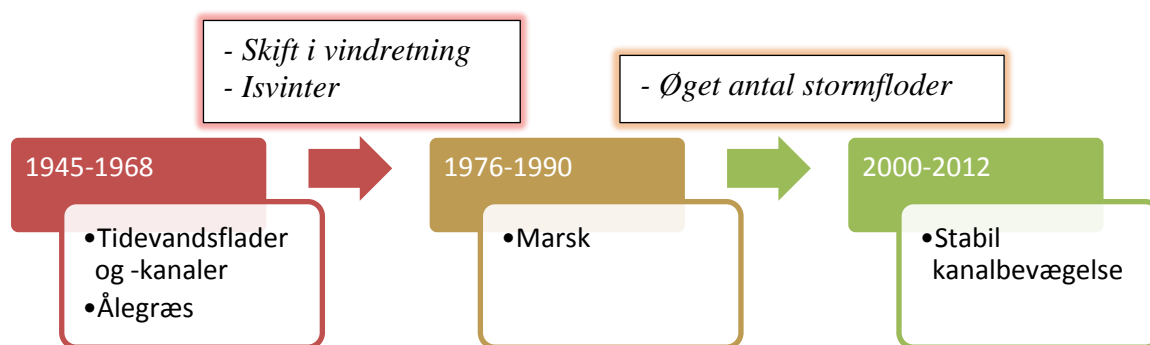 - Skift i vindretning
- Isvinter
- Øget antal stormfloder
1945-1968
•Tidevandsflader
og -kanaler
•Ålegræs
1976-1990
•Marsk
2000-2012
•Stabil
kanalbevægelse